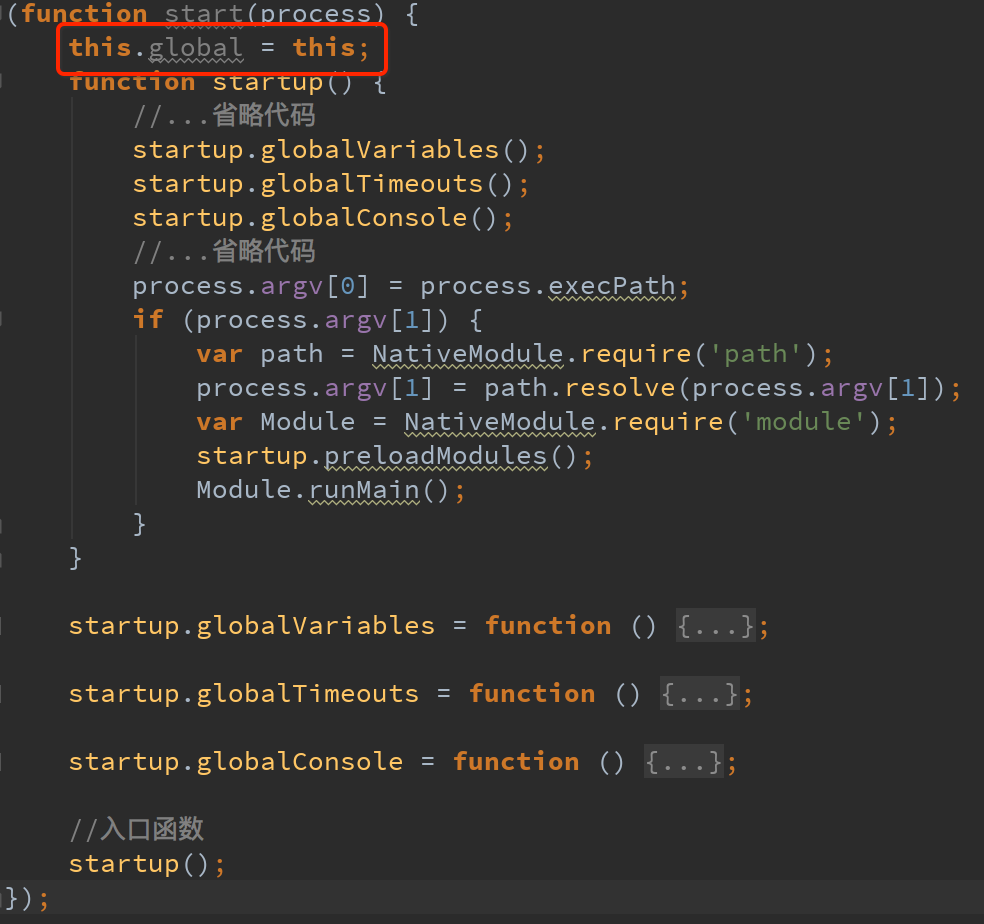 (function start(process) {
this.global = this;
function startup() {
//...省略代码
startup.globalVariables();
startup.globalTimeouts();
startup.globalConsole();
//...省略代码
process.argv[0] = process.execPath;
if (process.argv[1]) {
var path = NativeModule.require('path');
process.argv[1] = path.resolve(process.argv[1]);
var Module = NativeModule.require('module');
startup.preloadModules();
Module.runMain();
}
}
startup.globalVariables = function () {...};
startup.globalTimeouts = function () {...};
startup.globalConsole = function () {...};
//入口函数
startup();
});